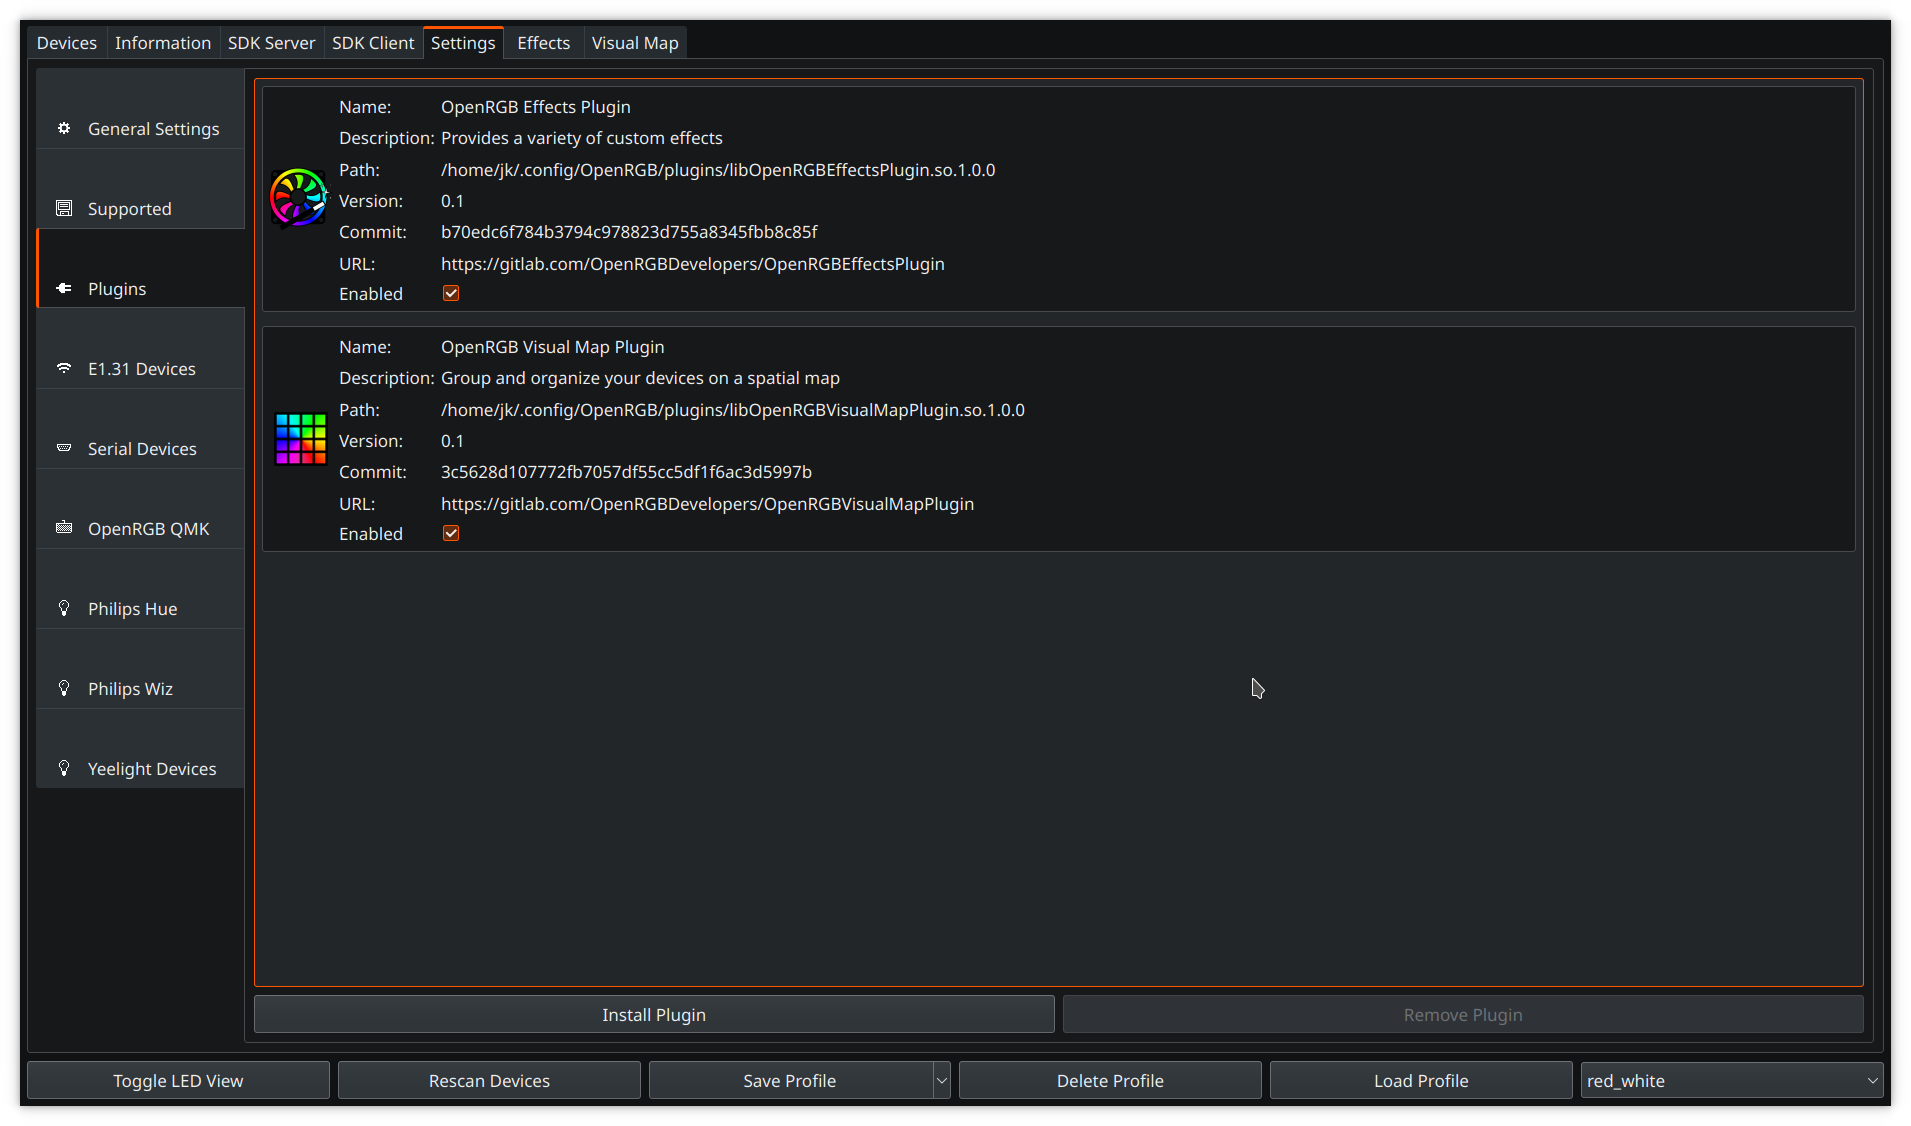 Devices Information SDK Server SDK Client Settings Effects Visual Map
General Settings
Supported
Plugins
E1.31 Devices
Serial Devices
OpenRGB QMK
Philips Hue
Philips Wiz
Yeelight Devices
Name: OpenRGB Effects Plugin
Description: Provides a variety of custom effects
Path: /home/jk/.config/OpenRGB/plugins/libOpenRGBEffectsPlugin.so.1.0.0
Version: 0.1
Commit: b70edc6f784b3794c978823d755a8345fbb8c85f
URL: https://gitlab.com/OpenRGBDevelopers/OpenRGBEffectsPlugin
Enabled
Name: OpenRGB Visual Map Plugin
Description: Group and organize your devices on a spatial map
Path: /home/jk/.config/OpenRGB/plugins/libOpenRGBVisualMapPlugin.so.1.0.0
Version: 0.1
Commit: 3c5628d107772fb7057df55cc5df1f6ac3d5997b
URL: https://gitlab.com/OpenRGBDevelopers/OpenRGBVisualMapPlugin
Enabled
Install Plugin Remove Plugin
Toggle LED View Rescan Devices Save Profile Delete Profile Load Profile red_white